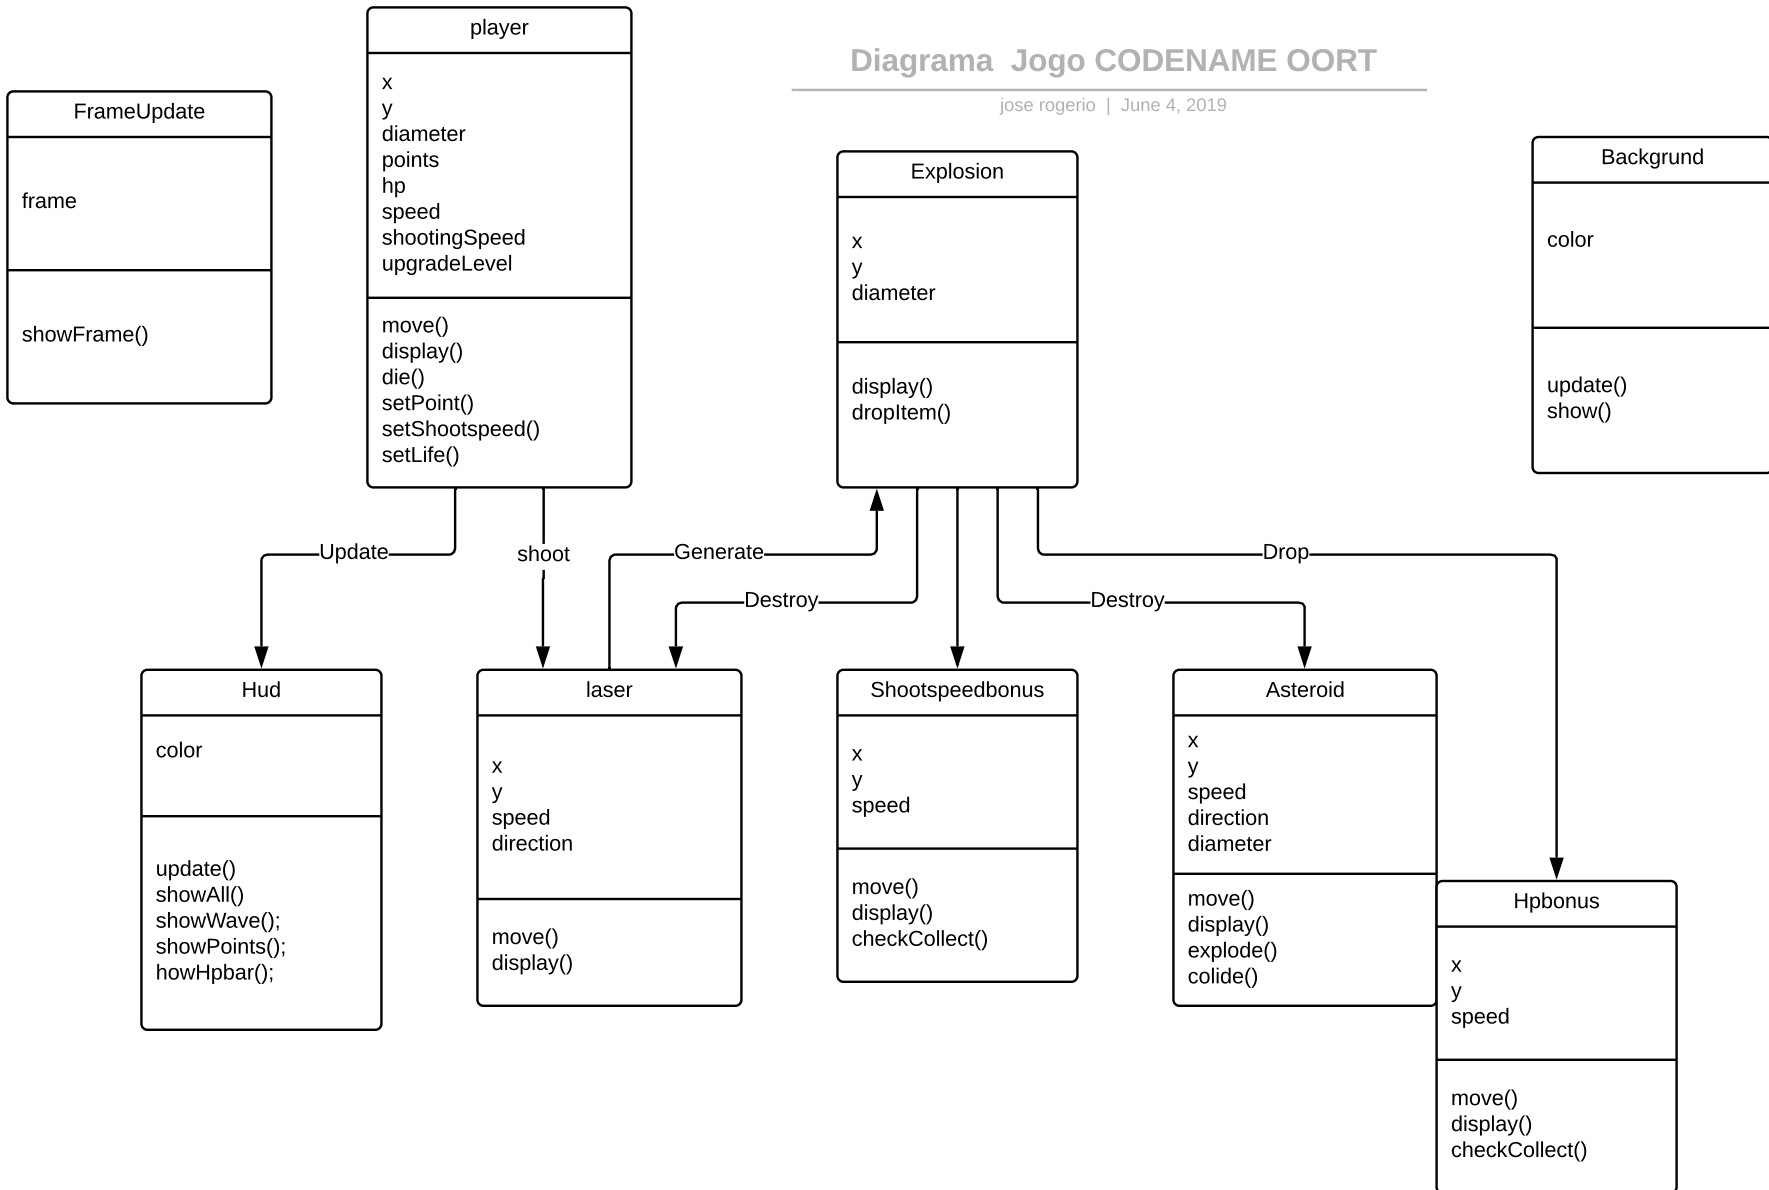 Diagrama  Jogo CODENAME OORT
jose rogerio  |  June 4, 2019
FrameUpdate
frame
showFrame()
player
x
y
diameter
points
hp
speed
shootingSpeed
upgradeLevel
move()
display()
die()
setPoint()
setShootspeed()
setLife()
Explosion
x
y
diameter
display()
dropItem()
Backgrund
color
update()
show()
Update
shoot
Generate
Destroy
Destroy
Drop
Hud
color
update()
showAll()
showWave();
showPoints();
howHpbar();
laser
x
y
speed
direction
move()
display()
Shootspeedbonus
x
y
speed
move()
display()
checkCollect()
Asteroid
x
y
speed
direction
diameter
move()
display()
explode()
colide()
Hpbonus
x
y
speed
move()
display()
checkCollect()